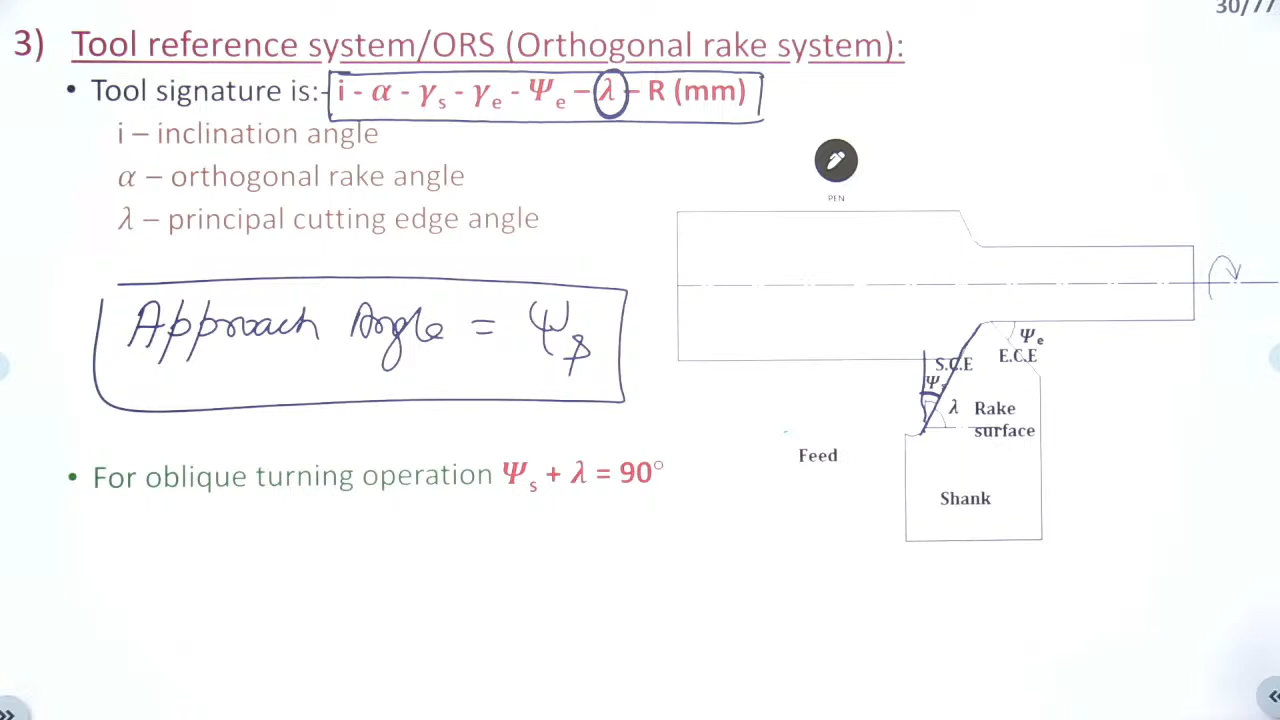 30/77
3) Tool reference system/ORS (Orthogonal rake system):
• Tool signature is:- i - α - γs - γe - Ψe – λ – R (mm)
i – inclination angle
α – orthogonal rake angle
λ – principal cutting edge angle
PEN
Approach Angle = Ψs
Ψe
E.C.E
S.C.E
Ψs
λ Rake
surface
Feed
Shank
• For oblique turning operation Ψs + λ = 90°